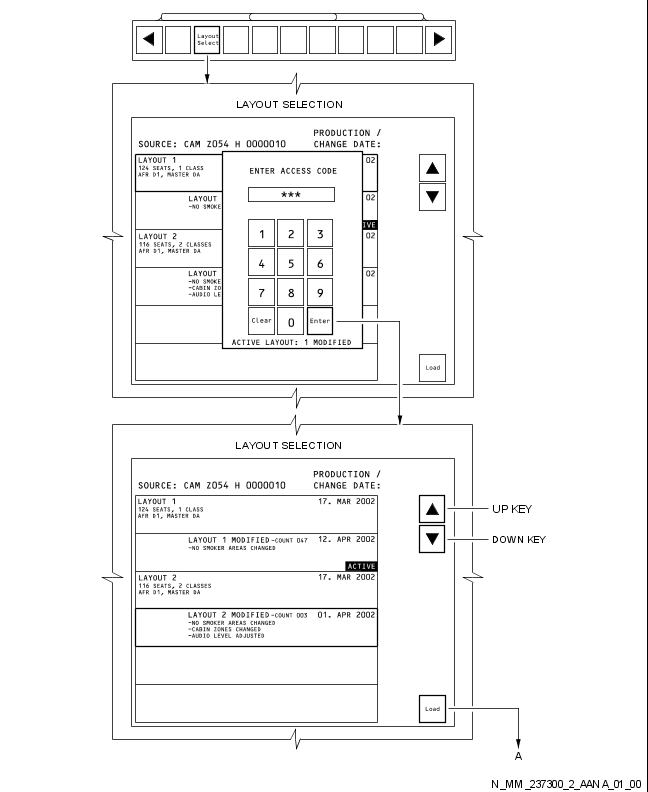 Layout
Select
LAYOUT SELECTION
PRODUCTION /
SOURCE: CAM Z054 H 0000010 CHANGE DATE:
LAYOUT 1
124 SEATS, 1 CLASS
AFR D1, MASTER DA
02
ENTER ACCESS CODE
***
LAYOUT
-NO SMOKE
02
IVE
LAYOUT 2
116 SEATS, 2 CLASSES
AFR D1, MASTER DA
02
LAYOUT
-NO SMO
-CABIN ZO
-AUDIO LE
02
1 2 3
4 5 6
7 8 9
Clear 0 Enter
ACTIVE LAYOUT: 1 MODIFIED
Load
LAYOUT SELECTION
PRODUCTION /
SOURCE: CAM Z054 H 0000010 CHANGE DATE:
LAYOUT 1 17. MAR 2002
124 SEATS, 1 CLASS
AFR D1, MASTER DA
UP KEY
LAYOUT 1 MODIFIED-COUNT 047 12. APR 2002
-NO SMOKER AREAS CHANGED
DOWN KEY
ACTIVE
LAYOUT 2 17. MAR 2002
116 SEATS, 2 CLASSES
AFR D1, MASTER DA
LAYOUT 2 MODIFIED-COUNT 003 01. APR 2002
-NO SMOKER AREAS CHANGED
-CABIN ZONES CHANGED
-AUDIO LEVEL ADJUSTED
Load
A
N_MM_237300_2_AANA_01_00